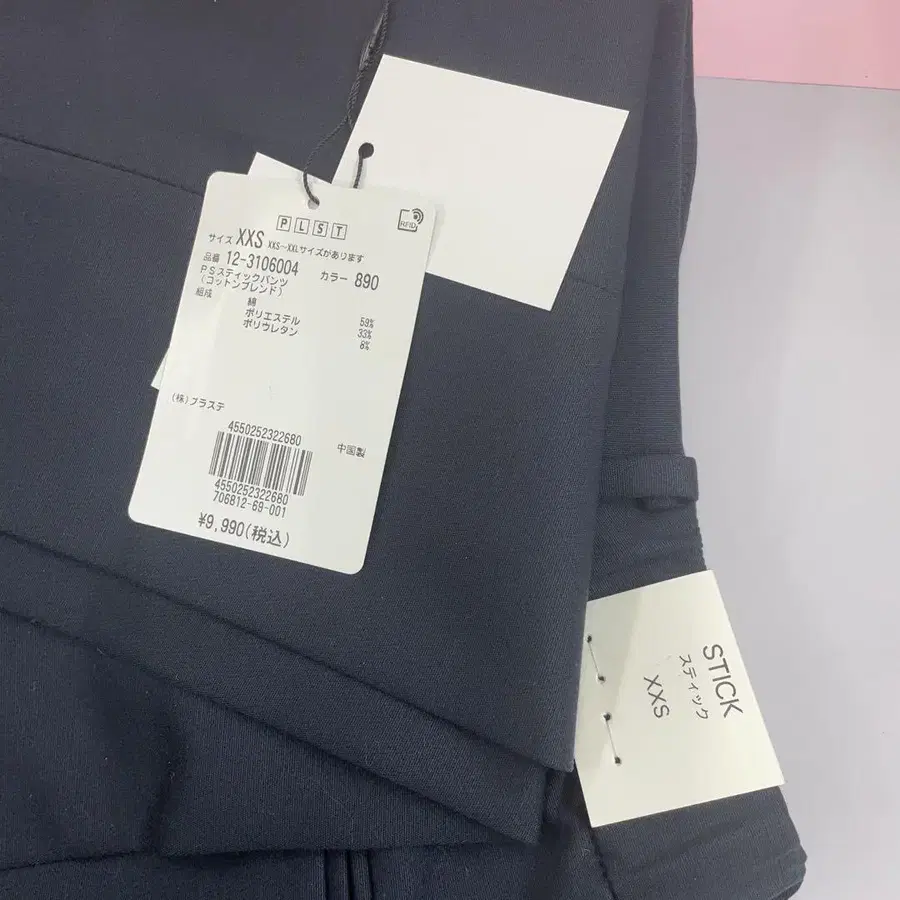 PLST
RFID
サイズ XXS XXS～XXLサイズがあります
品番 12-3106004 カラー 890
PSスティックパンツ
(コットンブレンド)
組成 綿 59%
ポリエステル 33%
ポリウレタン 8%
(株)プラステ
4550252322680
中国製
4550252322680
706812-69-001
¥9,990(税込)
STICK
スティック
XXS